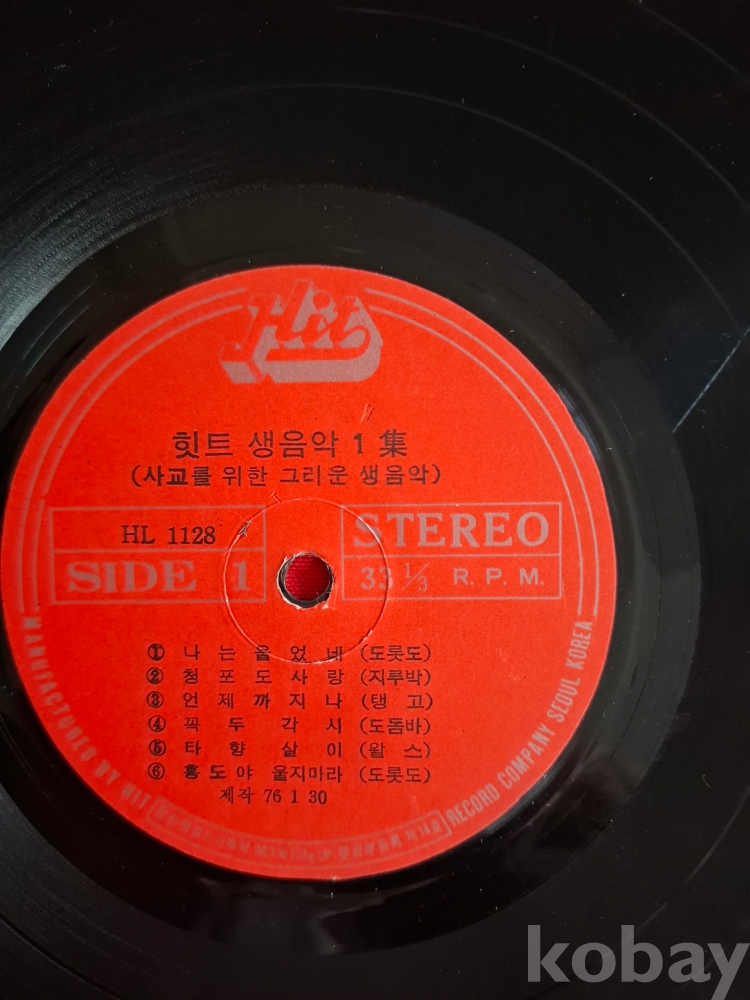 Hit
힛트 생음악 1 集
(사교를 위한 그리운 생음악)
HL 1128
STEREO
SIDE 1
33 1/3 R. P. M.
① 나는 울었네 (도롯도)
② 청포도사랑 (지루박)
③ 언제까지나 (탱고)
④ 꼭두각시 (도돔바)
⑤ 타향살이 (왈스)
⑥ 홍도야 울지마라 (도롯도)
제작 76 1 30
MANUFACTURED BY HIT RECORD COMPANY SEOUL KOREA
kobay